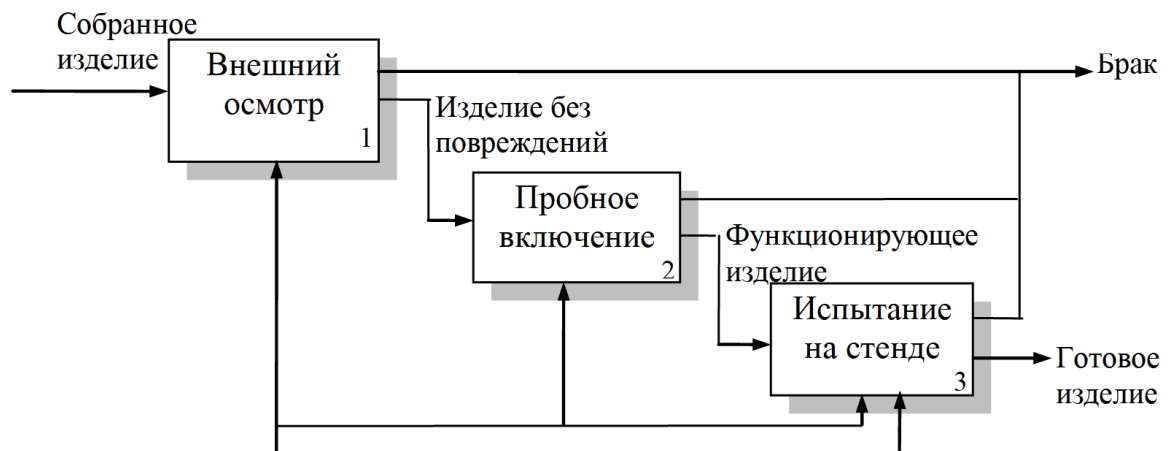 Собранное
изделие
Внешний
осмотр
1
Брак
Изделие без
повреждений
Пробное
включение
2
Функционирующее
изделие
Испытание
на стенде
3
Готовое
изделие